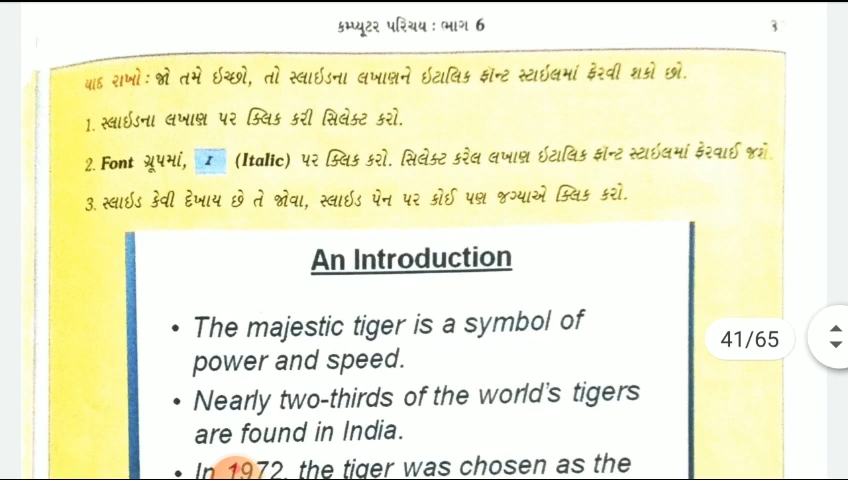 કમ્પ્યૂટર પરિચય : ભાગ 6
યાદ રાખો : જો તમે ઇચ્છો, તો સ્લાઇડના લખાણને ઇટાલિક ફૉન્ટ સ્ટાઇલમાં ફેરવી શકો છો.
1. સ્લાઇડના લખાણ પર ક્લિક કરી સિલેક્ટ કરો.
2. Font ગ્રૂપમાં, I (Italic) પર ક્લિક કરો. સિલેક્ટ કરેલ લખાણ ઇટાલિક ફૉન્ટ સ્ટાઇલમાં ફેરવાઈ જશે.
3. સ્લાઇડ કેવી દેખાય છે તે જોવા, સ્લાઇડ પેન પર કોઈ પણ જગ્યાએ ક્લિક કરો.
An Introduction
• The majestic tiger is a symbol of
power and speed.
• Nearly two-thirds of the world's tigers
are found in India.
• In 1972, the tiger was chosen as the
41/65